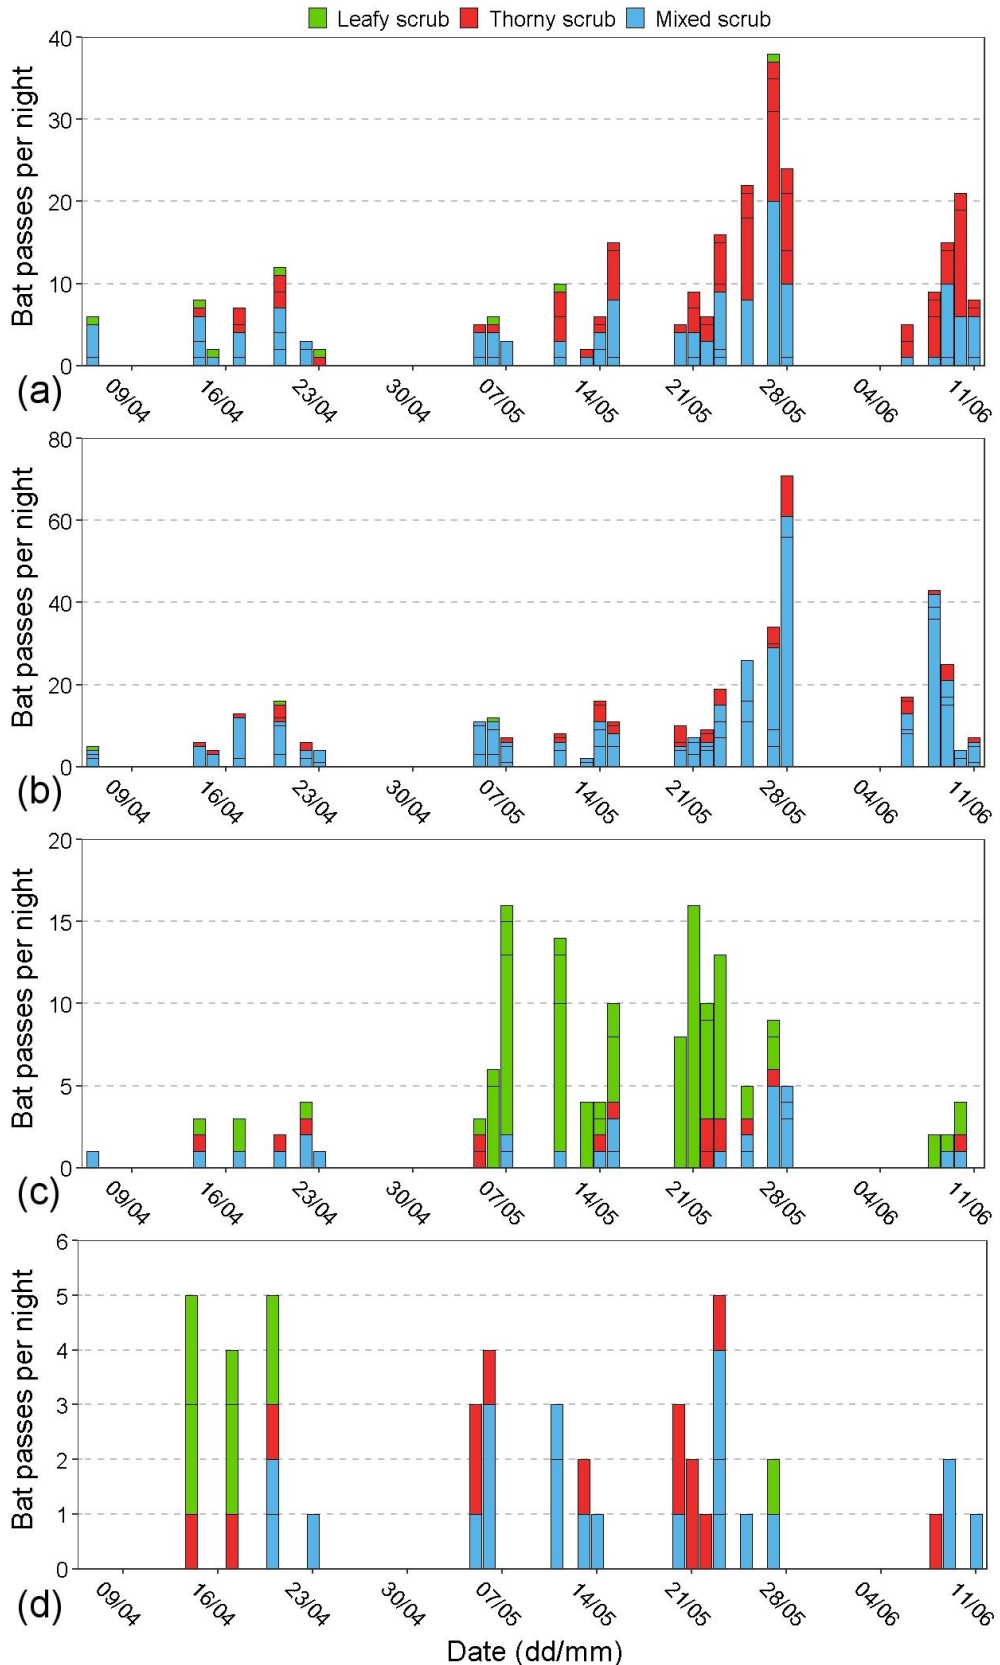 Leafy scrub Thorny scrub Mixed scrub
Bat passes per night
40
30
20
10
0
(a)
09/04 16/04 23/04 30/04 07/05 14/05 21/05 28/05 04/06 11/06
Bat passes per night
80
60
40
20
0
(b)
09/04 16/04 23/04 30/04 07/05 14/05 21/05 28/05 04/06 11/06
Bat passes per night
20
15
10
5
0
(c)
09/04 16/04 23/04 30/04 07/05 14/05 21/05 28/05 04/06 11/06
Bat passes per night
6
5
4
3
2
1
0
(d)
09/04 16/04 23/04 30/04 07/05 14/05 21/05 28/05 04/06 11/06
Date (dd/mm)